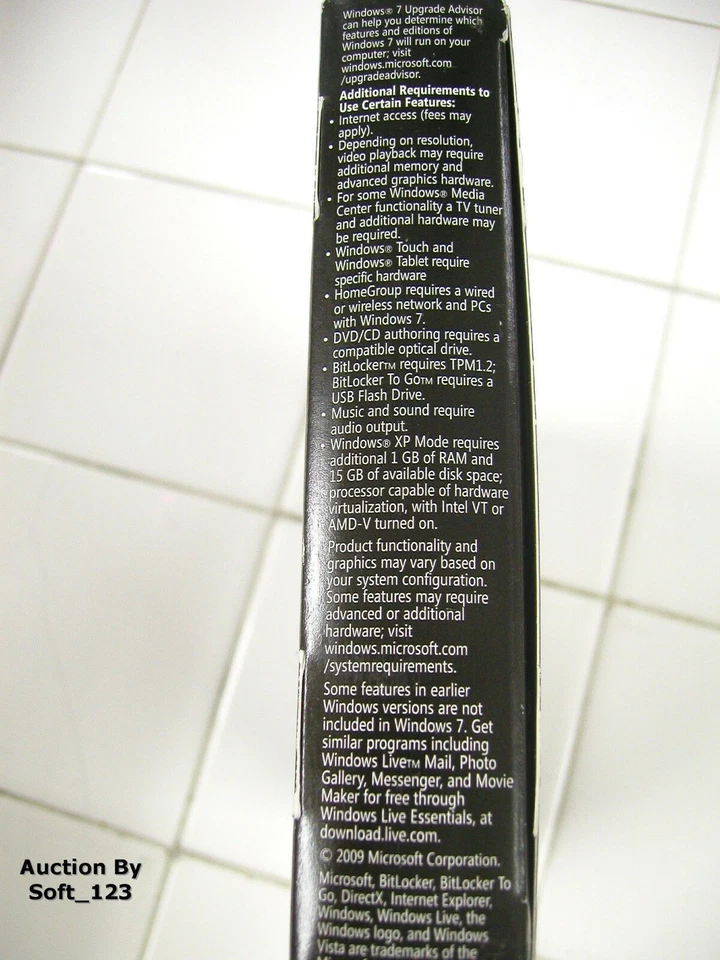 Windows® 7 Upgrade Advisor
can help you determine which
features and editions of
Windows 7 will run on your
computer; visit
windows.microsoft.com
/upgradeadvisor.
Additional Requirements to
Use Certain Features:
• Internet access (fees may
apply).
• Depending on resolution,
video playback may require
additional memory and
advanced graphics hardware.
• For some Windows® Media
Center functionality a TV tuner
and additional hardware may
be required.
• Windows® Touch and
Windows® Tablet require
specific hardware
• HomeGroup requires a wired
or wireless network and PCs
with Windows 7.
• DVD/CD authoring requires a
compatible optical drive.
• BitLocker™ requires TPM1.2;
BitLocker To Go™ requires a
USB Flash Drive.
• Music and sound require
audio output.
• Windows® XP Mode requires
additional 1 GB of RAM and
15 GB of available disk space;
processor capable of hardware
virtualization, with Intel VT or
AMD-V turned on.
Product functionality and
graphics may vary based on
your system configuration.
Some features may require
advanced or additional
hardware; visit
windows.microsoft.com
/systemrequirements.
Some features in earlier
Windows versions are not
included in Windows 7. Get
similar programs including
Windows Live™ Mail, Photo
Gallery, Messenger, and Movie
Maker for free through
Windows Live Essentials, at
download.live.com.
© 2009 Microsoft Corporation.
Microsoft, BitLocker, BitLocker To
Go, DirectX, Internet Explorer,
Windows, Windows Live, the
Windows logo, and Windows
Vista are trademarks of the
Auction By
Soft_123